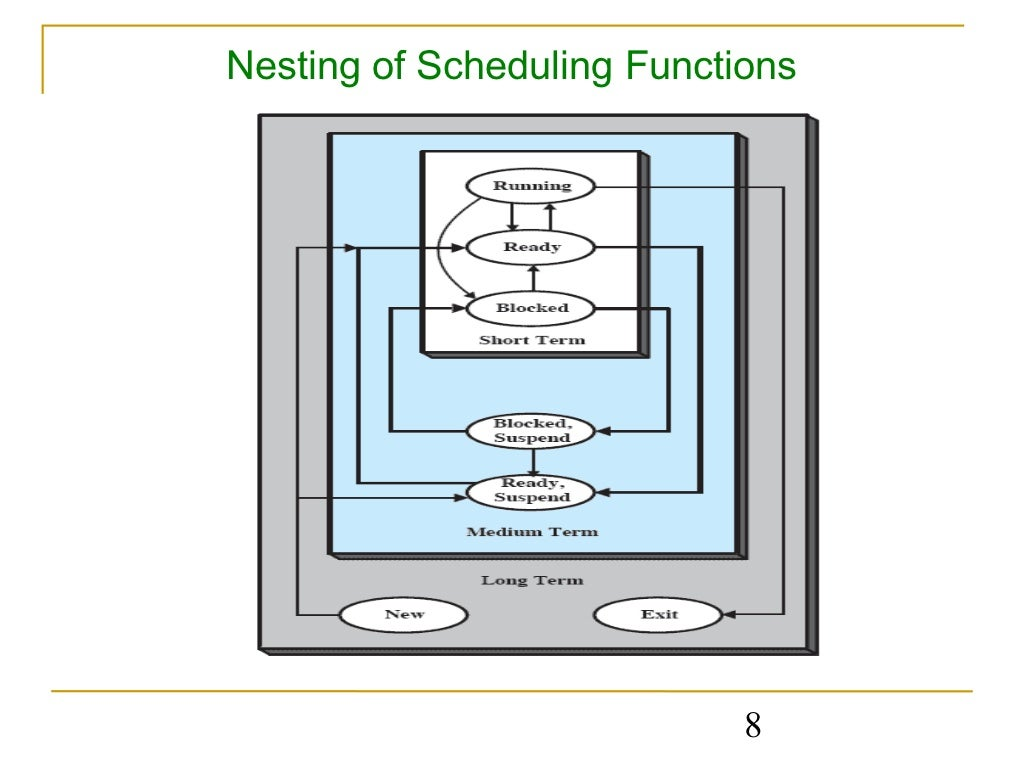 Nesting of Scheduling Functions
Running
Ready
Blocked
Short Term
Blocked,
Suspend
Ready,
Suspend
Medium Term
Long Term
New
Exit
8